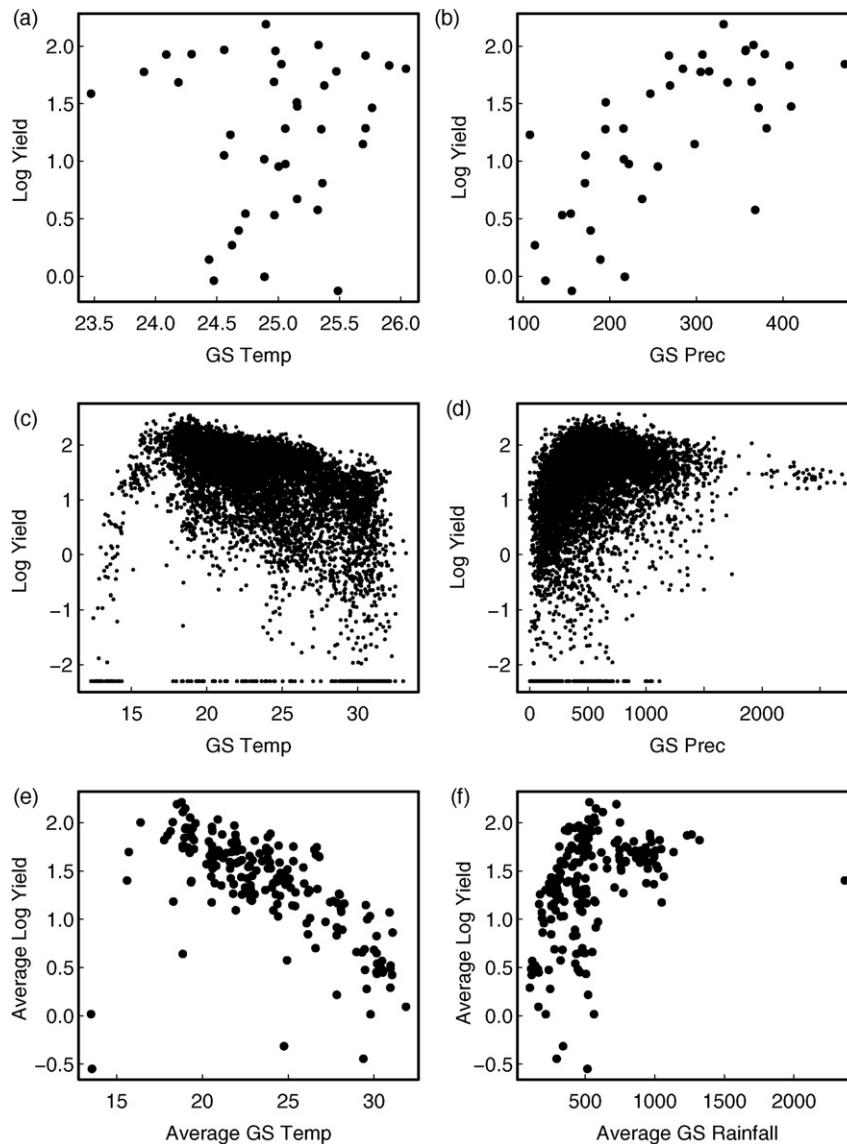 (a)
Log Yield
2.0
1.5
1.0
0.5
0.0
23.5 24.0 24.5 25.0 25.5 26.0
GS Temp
(b)
Log Yield
2.0
1.5
1.0
0.5
0.0
100 200 300 400
GS Prec
(c)
Log Yield
2
1
0
−1
−2
15 20 25 30
GS Temp
(d)
Log Yield
2
1
0
−1
−2
0 500 1000 2000
GS Prec
(e)
Average Log Yield
2.0
1.5
1.0
0.5
0.0
−0.5
15 20 25 30
Average GS Temp
(f)
Average Log Yield
2.0
1.5
1.0
0.5
0.0
−0.5
500 1000 1500 2000
Average GS Rainfall